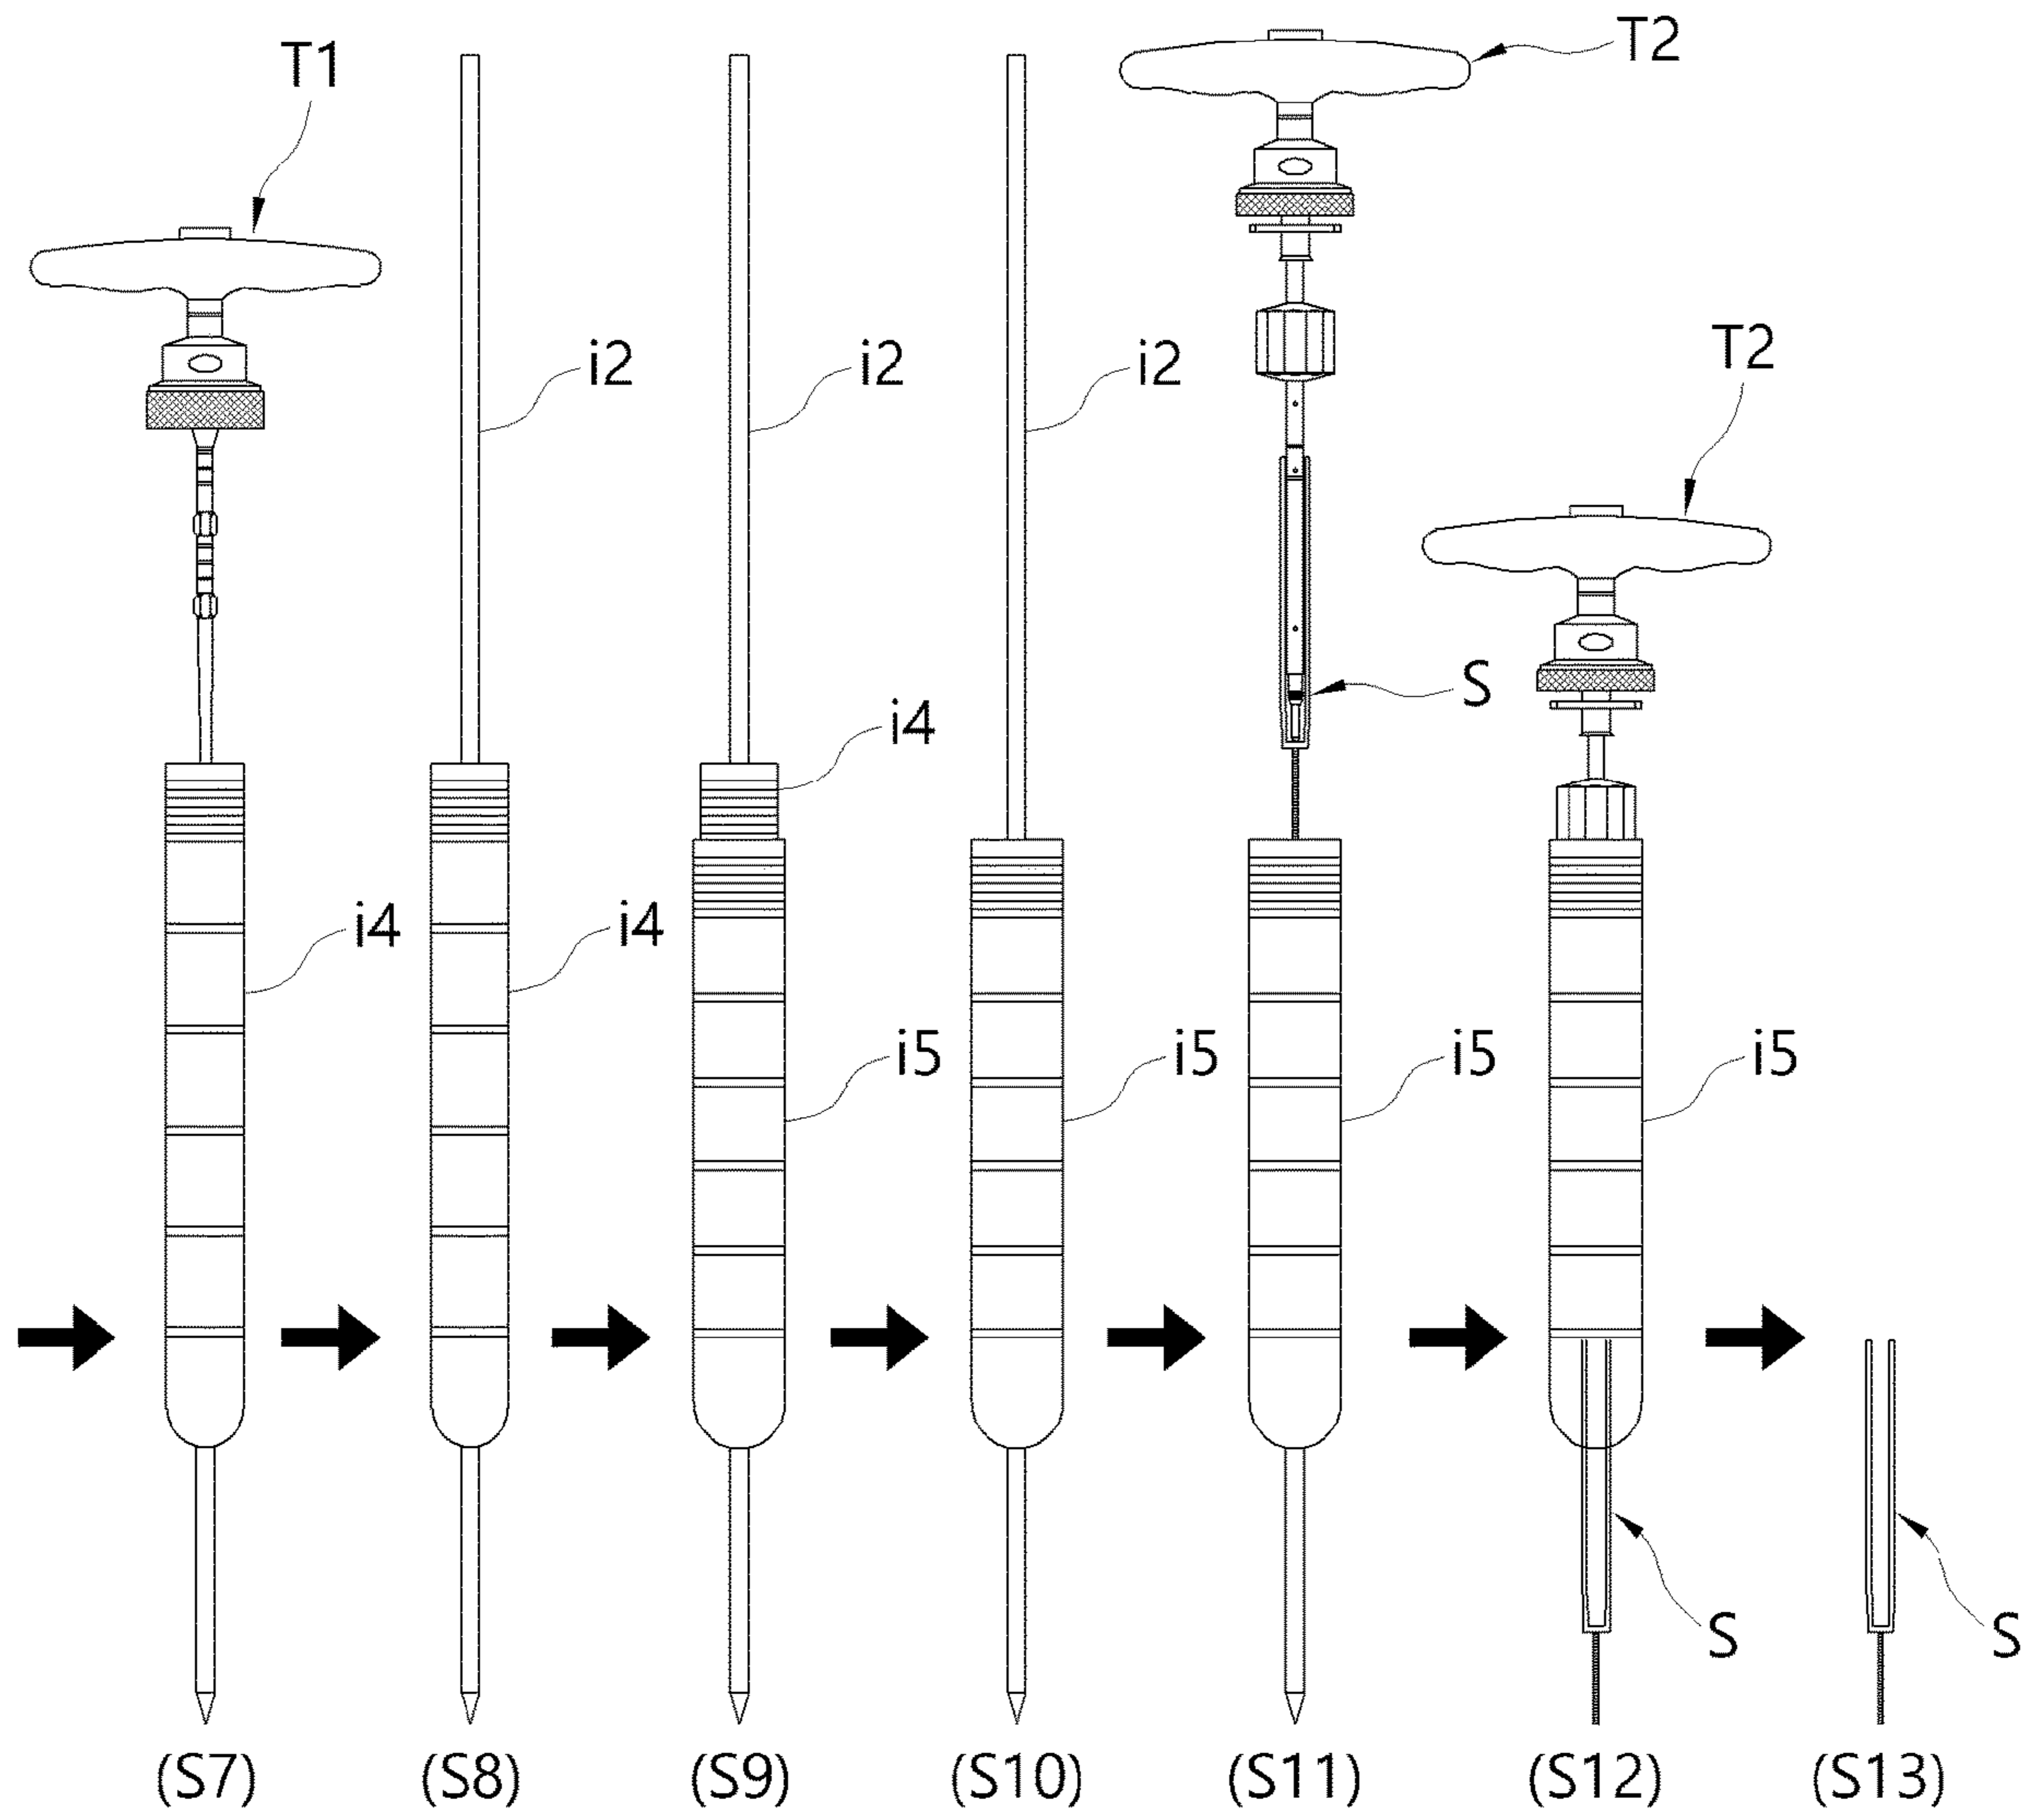 T1
T2
i2
i2
i2
T2
S
i4
i4
i4
i5
i5
i5
i5
S
S
(S7)
(S8)
(S9)
(S10)
(S11)
(S12)
(S13)